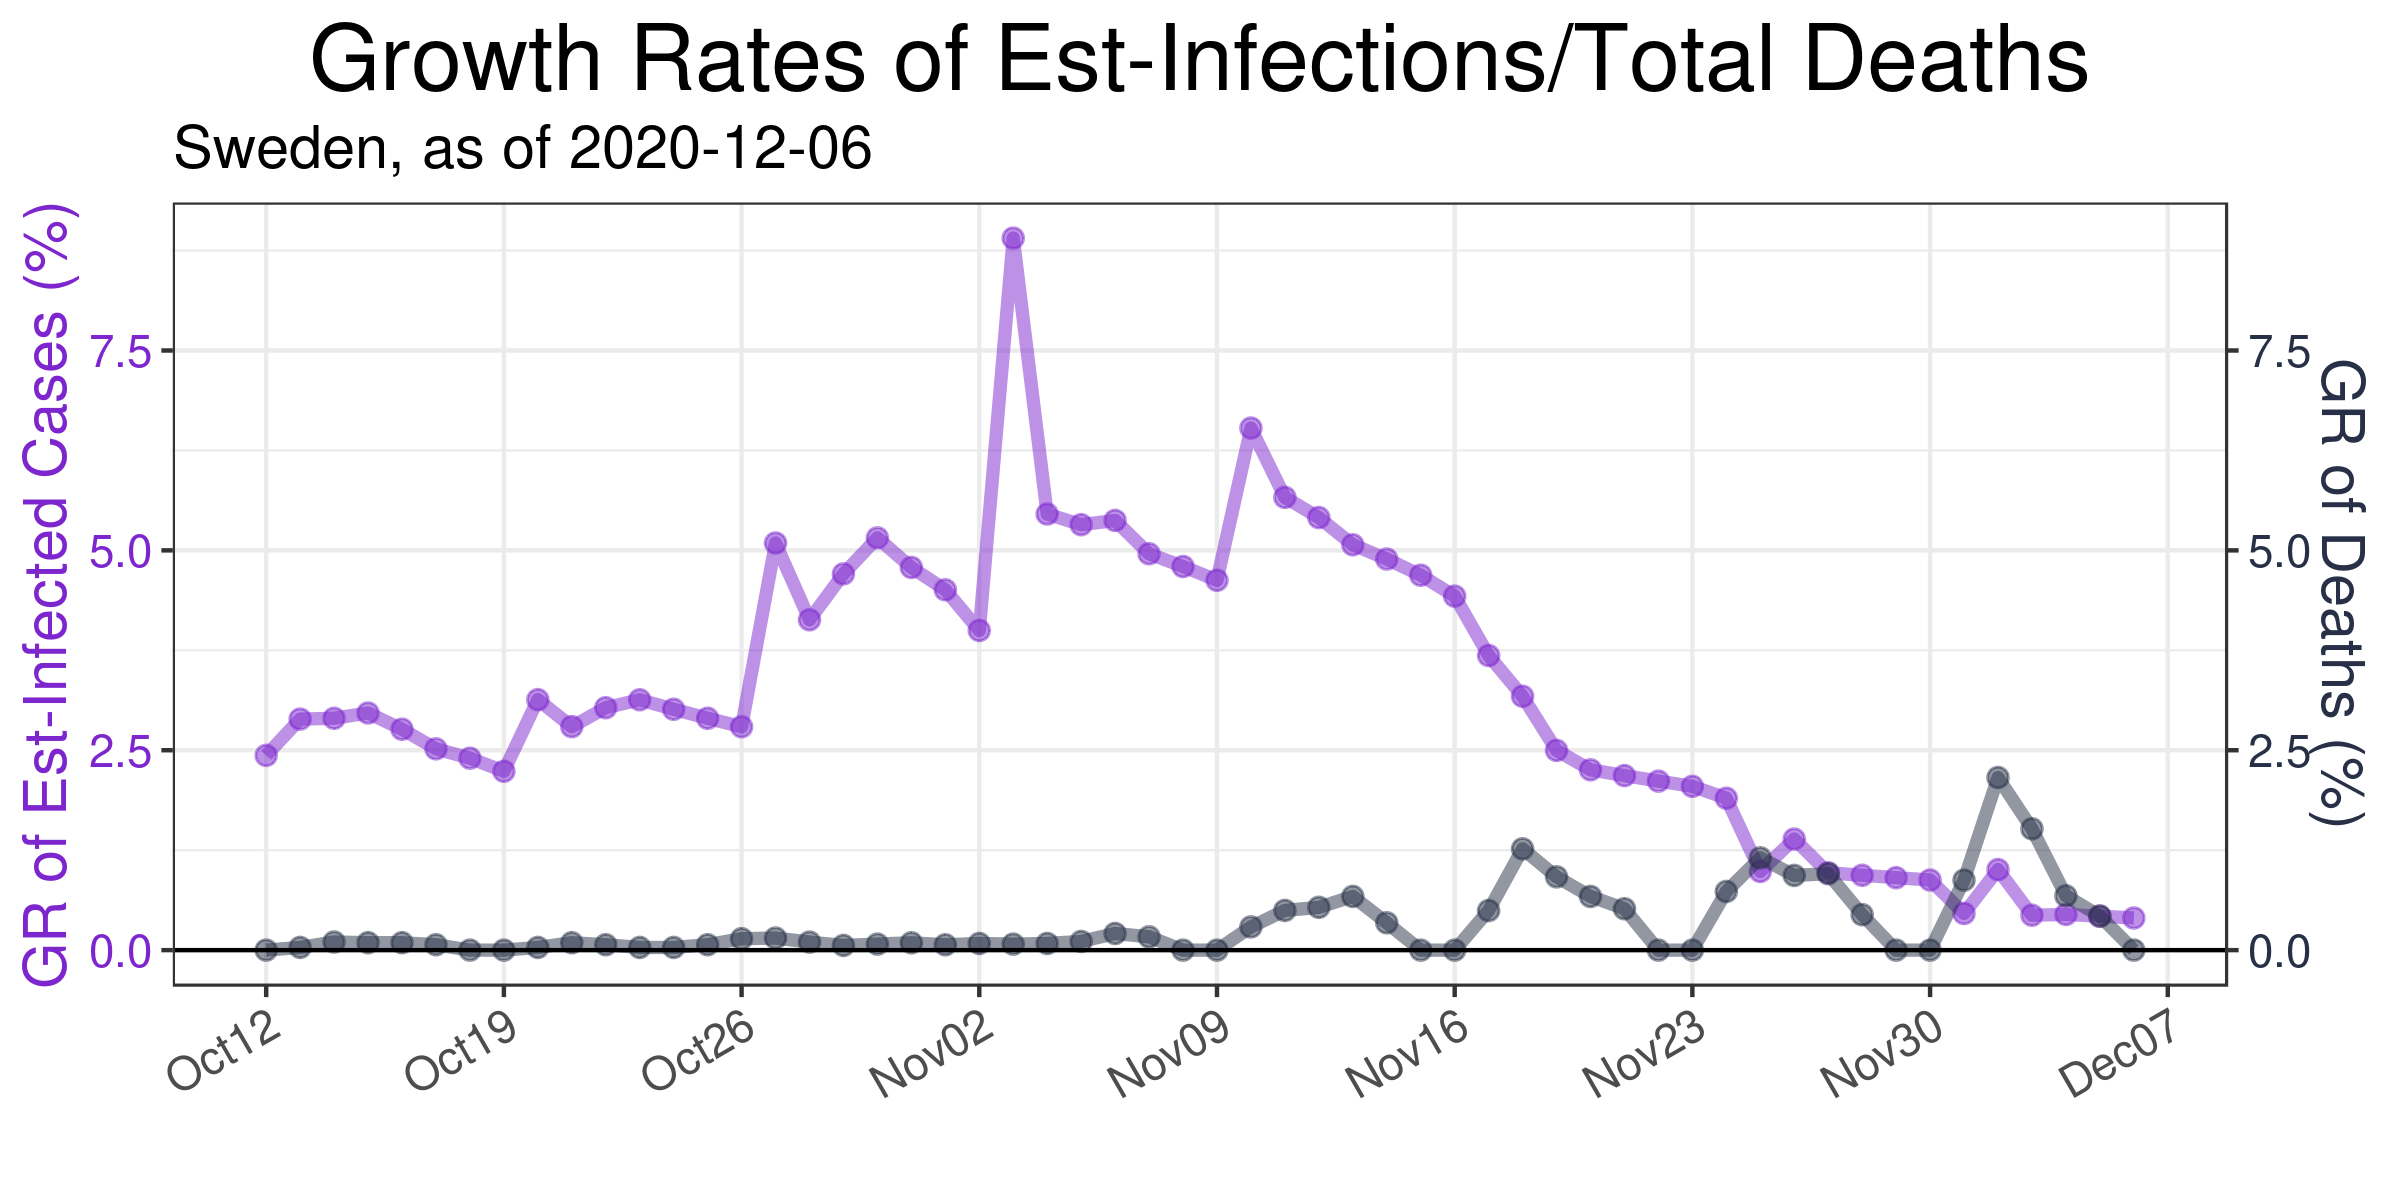 Growth Rates of Est-Infections/Total Deaths
Sweden, as of 2020-12-06
GR of Est-Infected Cases (%)
7.5
5.0
2.5
0.0
7.5
5.0
2.5
0.0
GR of Deaths (%)
Oct12
Oct19
Oct26
Nov02
Nov09
Nov16
Nov23
Nov30
Dec07